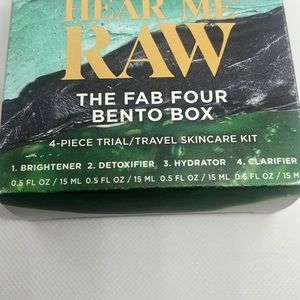 HEAR ME
RAW
THE FAB FOUR
BENTO BOX
4-PIECE TRIAL/TRAVEL SKINCARE KIT
1. BRIGHTENER 2. DETOXIFIER 3. HYDRATOR 4. CLARIFIER
0.5 FL OZ / 15 ML 0.5 FL OZ / 15 ML 0.5 FL OZ / 15 ML 0.5 FL OZ / 15 M